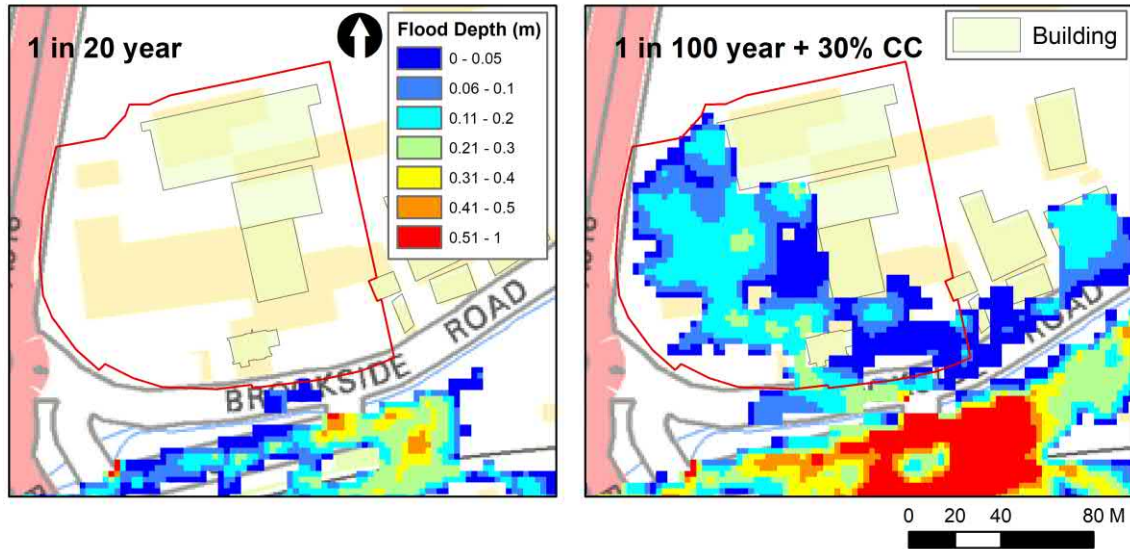 1 in 20 year
Flood Depth (m)
0 - 0.05
0.06 - 0.1
0.11 - 0.2
0.21 - 0.3
0.31 - 0.4
0.41 - 0.5
0.51 - 1
BROOKSIDE ROAD
1 in 100 year + 30% CC
Building
ROAD
0 20 40 80 M